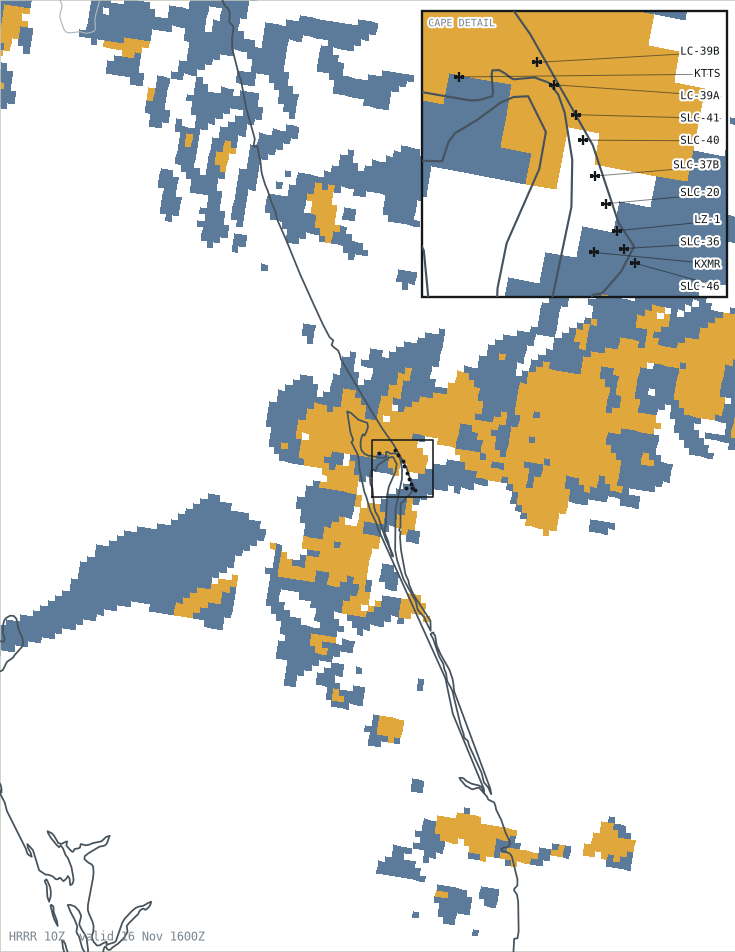 CAPE DETAIL
LC-39B
KTTS
LC-39A
SLC-41
SLC-40
SLC-37B
SLC-20
LZ-1
SLC-36
KXMR
SLC-46
HRRR 10Z  valid 16 Nov 1600Z